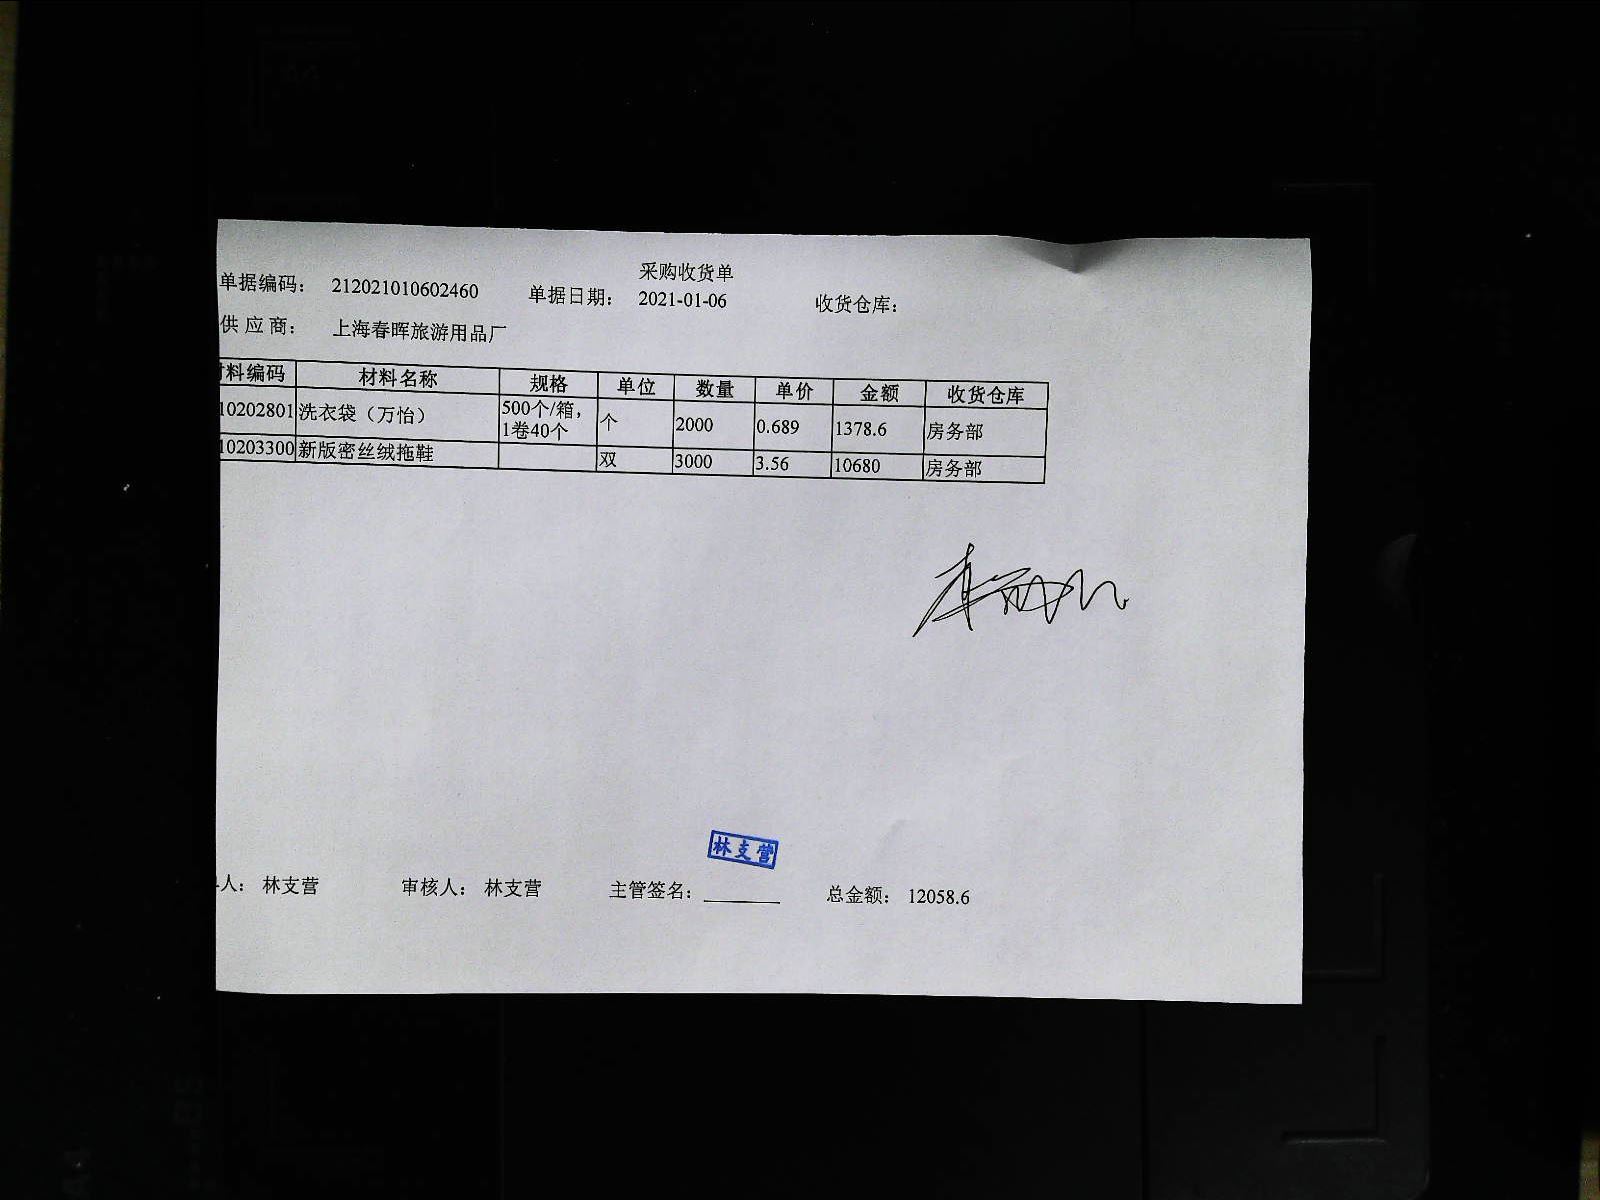 采购收货单
单据编码: 212021010602460 单据日期: 2021-01-06 收货仓库:
供 应 商: 上海春晖旅游用品厂
料编码 材料名称 规格 单位 数量 单价 金额 收货仓库
10202801 洗衣袋（万怡） 500个/箱, 1卷40个 个 2000 0.689 1378.6 房务部
10203300 新版密丝绒拖鞋 双 3000 3.56 10680 房务部
林支营
人: 林支营 审核人: 林支营 主管签名: 总金额: 12058.6